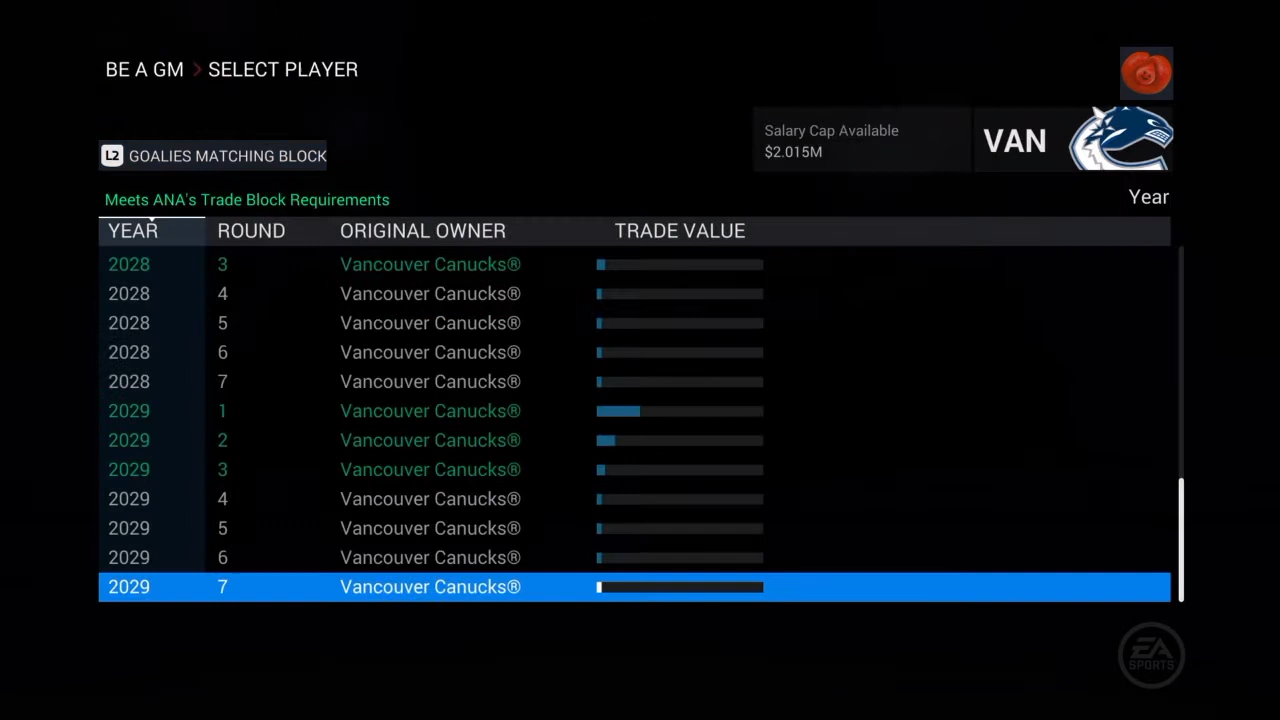 BE A GM > SELECT PLAYER
Salary Cap Available
$2.015M
VAN
L2 GOALIES MATCHING BLOCK
Meets ANA's Trade Block Requirements
Year
YEAR ROUND ORIGINAL OWNER TRADE VALUE
2028 3 Vancouver Canucks®
2028 4 Vancouver Canucks®
2028 5 Vancouver Canucks®
2028 6 Vancouver Canucks®
2028 7 Vancouver Canucks®
2029 1 Vancouver Canucks®
2029 2 Vancouver Canucks®
2029 3 Vancouver Canucks®
2029 4 Vancouver Canucks®
2029 5 Vancouver Canucks®
2029 6 Vancouver Canucks®
2029 7 Vancouver Canucks®
EA
SPORTS